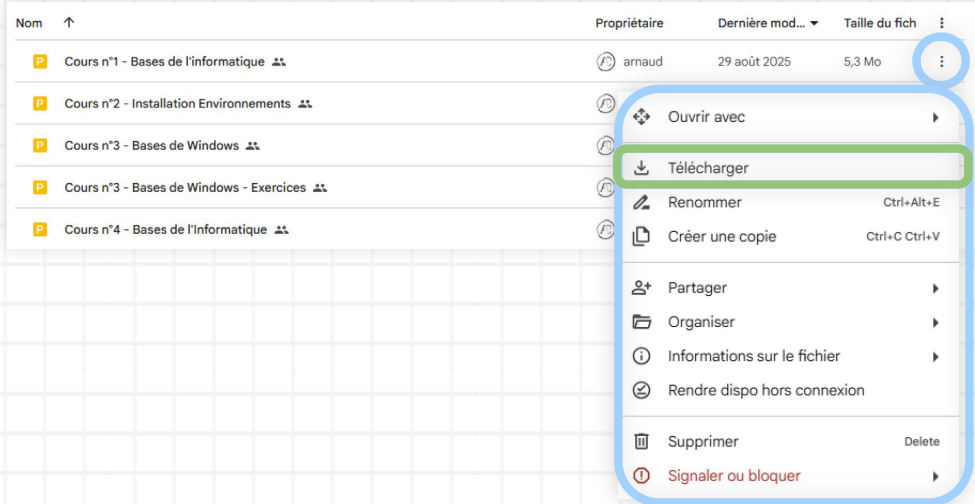 Nom ↑ Propriétaire Dernière mod... Taille du fich
Cours n°1 - Bases de l'informatique arnaud 29 août 2025 5,3 Mo
Cours n°2 - Installation Environnements
Cours n°3 - Bases de Windows
Cours n°3 - Bases de Windows - Exercices
Cours n°4 - Bases de l'Informatique
Ouvrir avec
Télécharger
Renommer Ctrl+Alt+E
Créer une copie Ctrl+C Ctrl+V
Partager
Organiser
Informations sur le fichier
Rendre dispo hors connexion
Supprimer Delete
Signaler ou bloquer